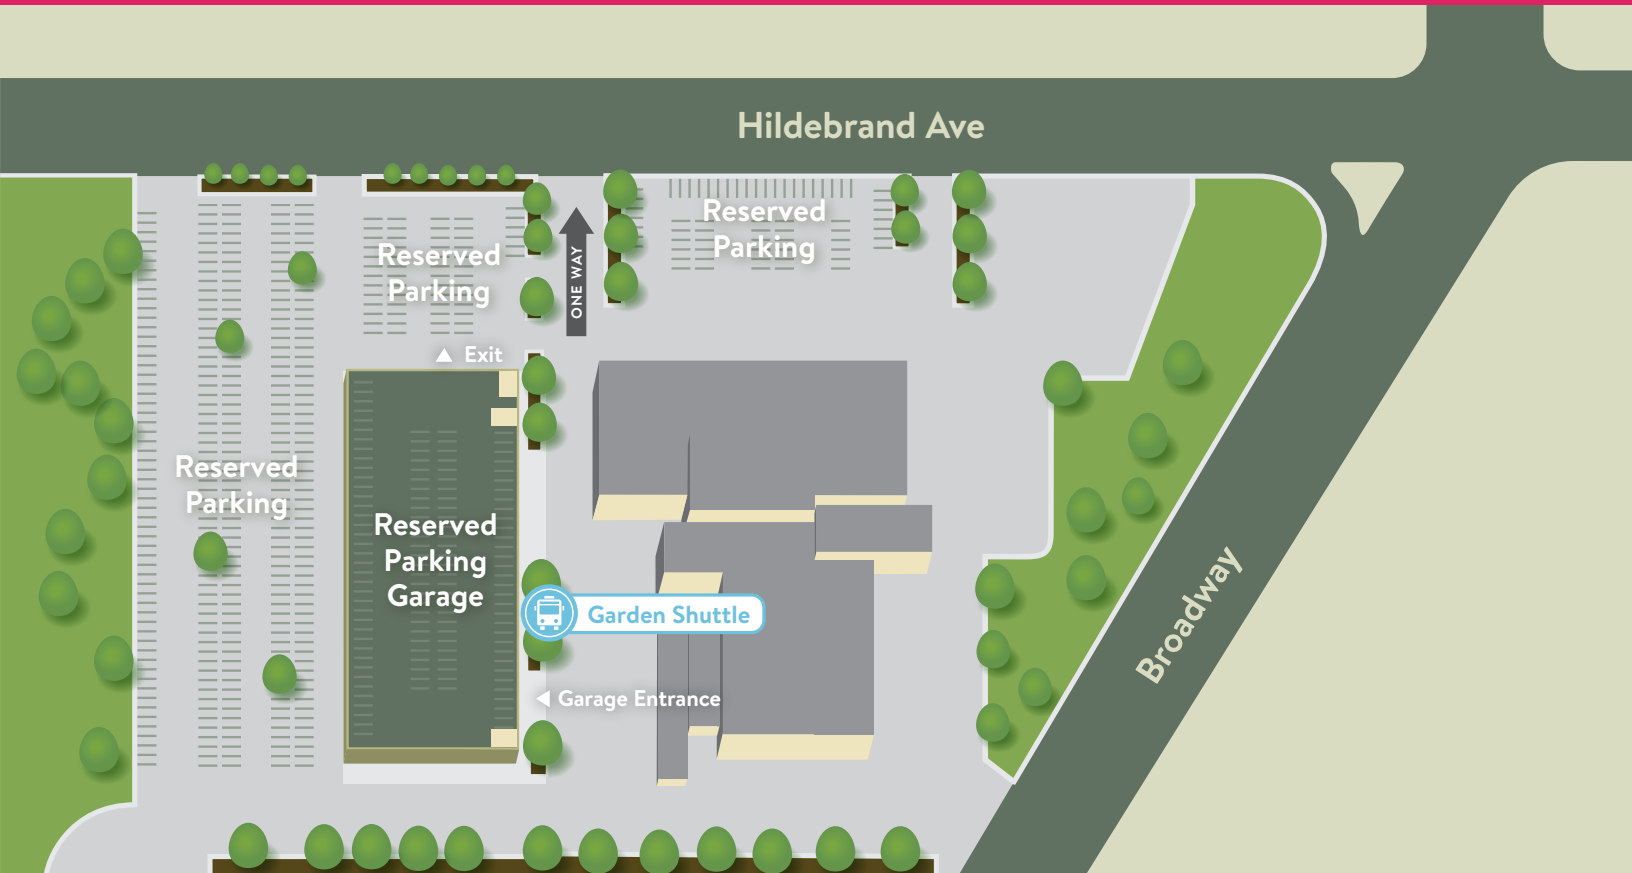 Hildebrand Ave
Reserved
Parking
Reserved
Parking
ONE WAY
Exit
Reserved
Parking
Reserved
Parking
Garage
Garden Shuttle
Garage Entrance
Broadway